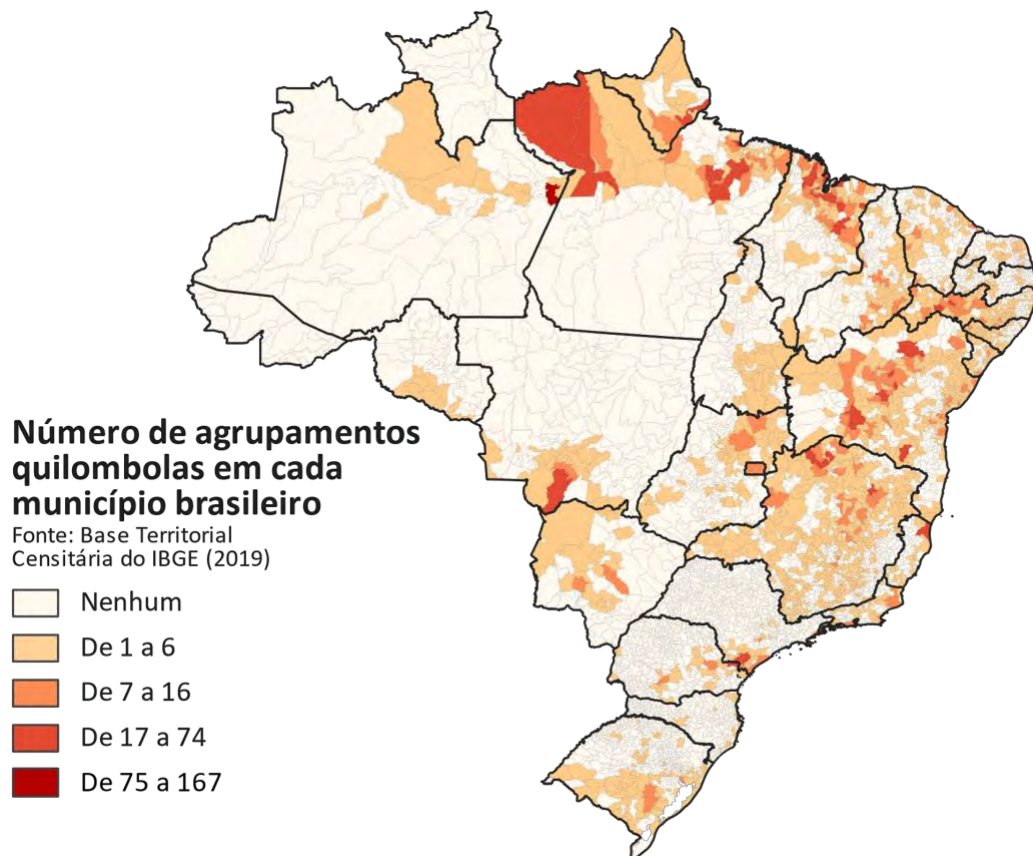 Número de agrupamentos
quilombolas em cada
município brasileiro
Fonte: Base Territorial
Censitária do IBGE (2019)
Nenhum
De 1 a 6
De 7 a 16
De 17 a 74
De 75 a 167